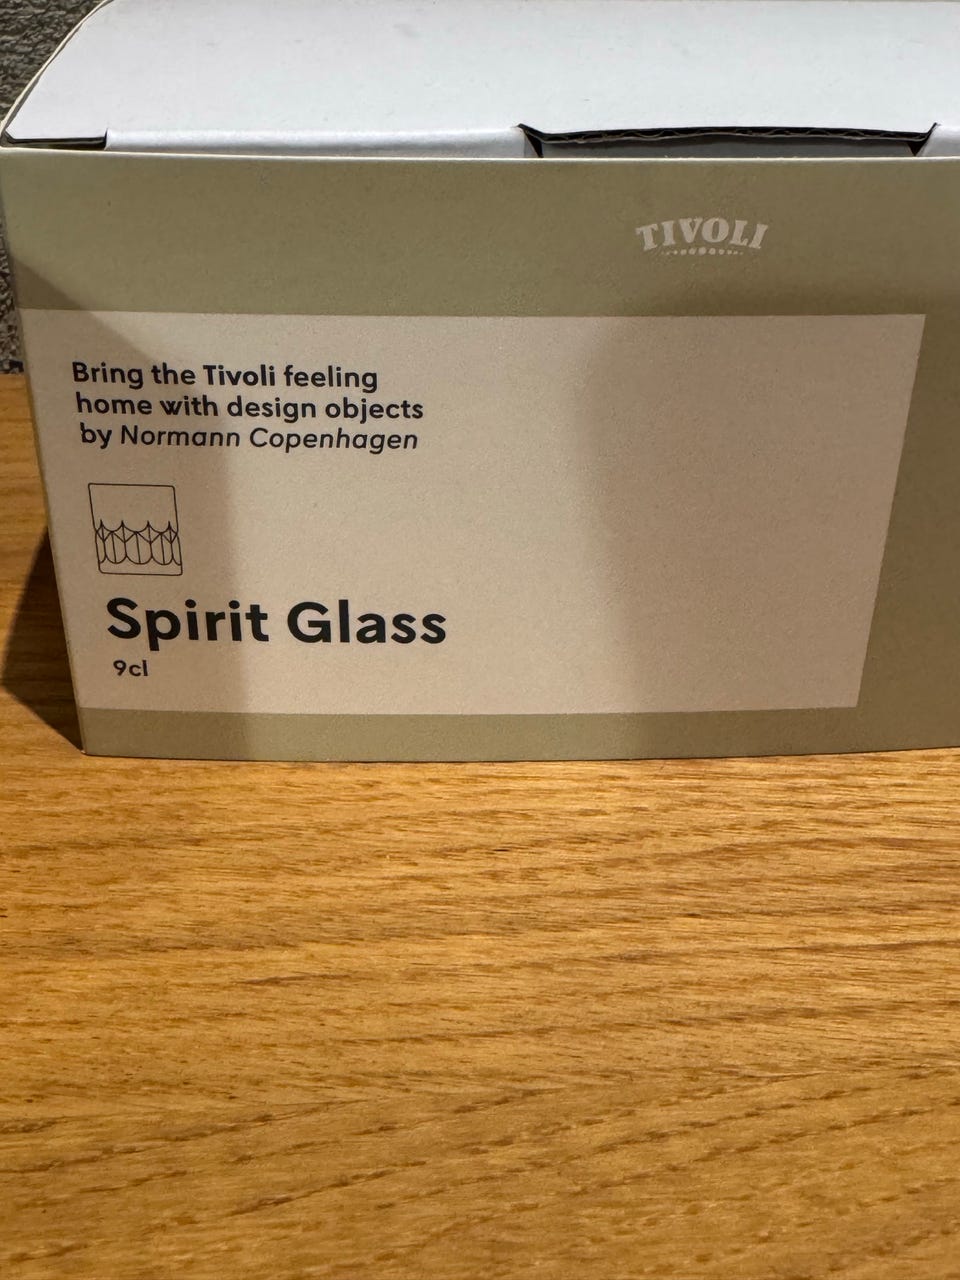 TIVOLI
Bring the Tivoli feeling
home with design objects
by Normann Copenhagen
Spirit Glass
9cl